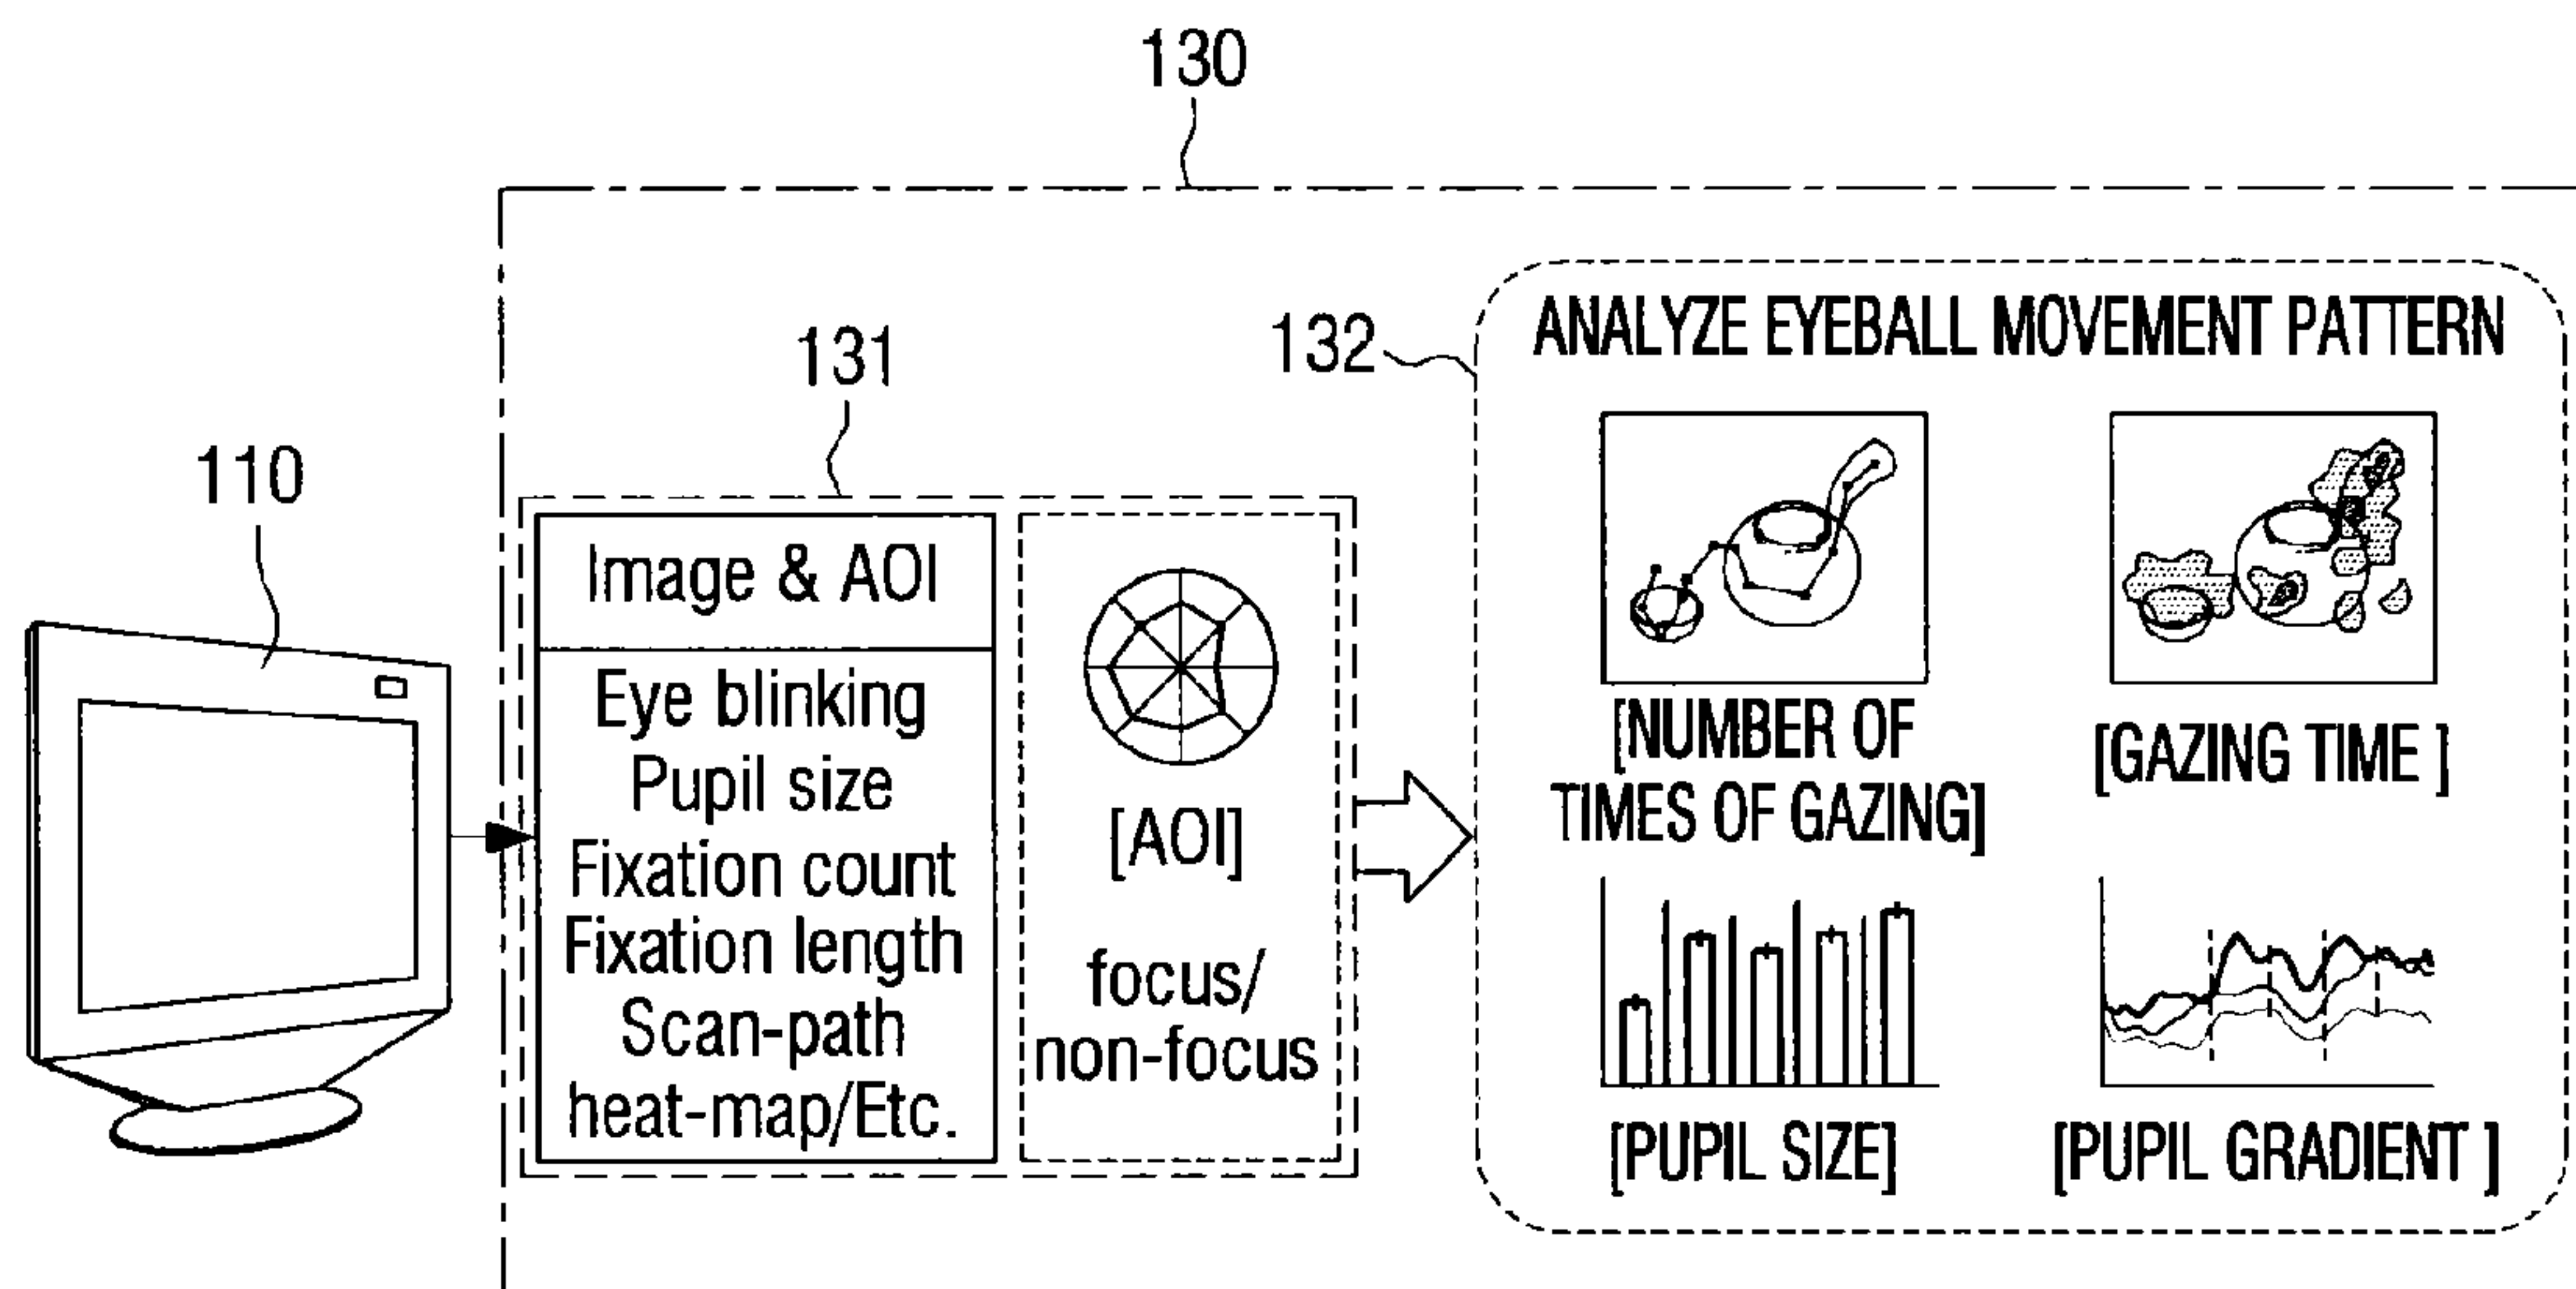 130
132
ANALYZE EYEBALL MOVEMENT PATTERN
131
110
Image & AOI
Eye blinking
Pupil size
Fixation count
Fixation length
Scan-path
heat-map/Etc.
[AOI]
focus/
non-focus
[NUMBER OF
TIMES OF GAZING]
[GAZING TIME ]
[PUPIL SIZE]
[PUPIL GRADIENT ]